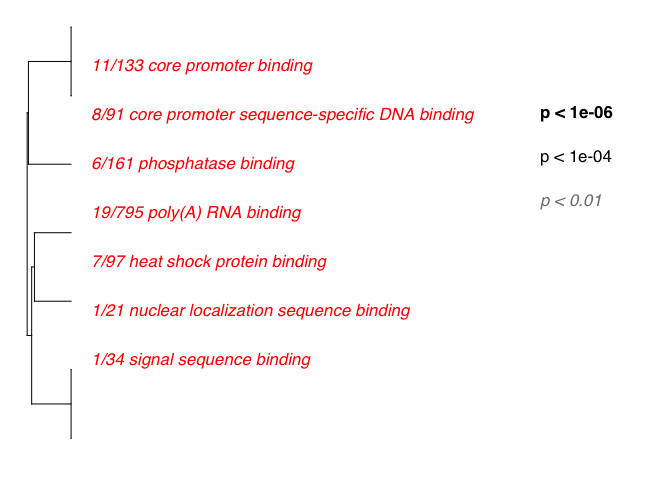 11/133 core promoter binding
8/91 core promoter sequence-specific DNA binding
6/161 phosphatase binding
19/795 poly(A) RNA binding
7/97 heat shock protein binding
1/21 nuclear localization sequence binding
1/34 signal sequence binding
p < 1e-06
p < 1e-04
p < 0.01